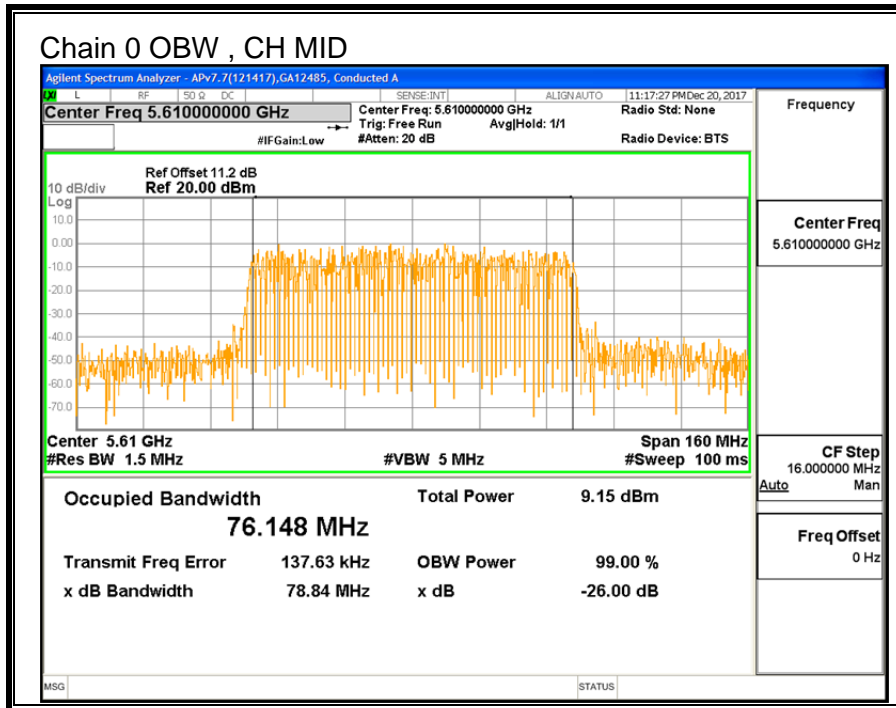 Chain 0 OBW , CH MID
Agilent Spectrum Analyzer - APv7.7(121417),GA12485, Conducted A
LXI L RF 50 Ω DC SENSE:INT ALIGN AUTO 11:17:27 PM Dec 20, 2017
Center Freq 5.610000000 GHz
Center Freq: 5.610000000 GHz
Radio Std: None
Trig: Free Run Avg|Hold: 1/1
#IFGain:Low #Atten: 20 dB Radio Device: BTS
Frequency
Ref Offset 11.2 dB
10 dB/div Ref 20.00 dBm
Log
10.0
0.00
-10.0
-20.0
-30.0
-40.0
-50.0
-60.0
-70.0
Center 5.61 GHz Span 160 MHz
#Res BW 1.5 MHz #VBW 5 MHz #Sweep 100 ms
Center Freq
5.610000000 GHz
CF Step
16.000000 MHz
Auto Man
Freq Offset
0 Hz
Occupied Bandwidth Total Power 9.15 dBm
76.148 MHz
Transmit Freq Error 137.63 kHz OBW Power 99.00 %
x dB Bandwidth 78.84 MHz x dB -26.00 dB
MSG STATUS